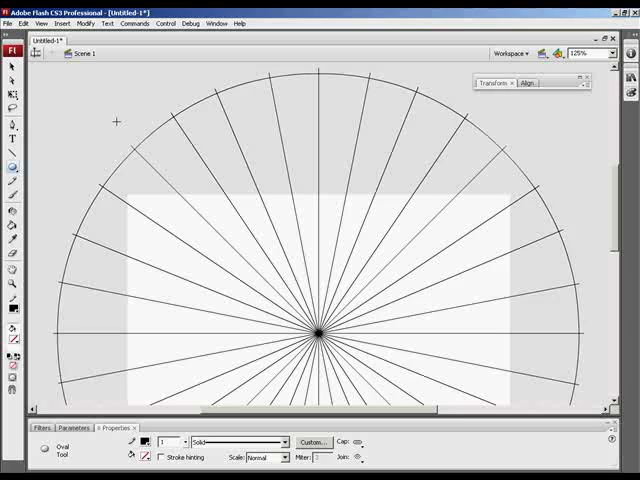 Adobe Flash CS3 Professional - [Untitled-1*]
File Edit View Insert Modify Text Commands Control Debug Window Help
Untitled-1*
Fl
Scene 1
Workspace
125%
Transform × Align
T
Filters Parameters Properties ×
Oval
Tool
1
Solid
Custom...
Cap:
Stroke hinting
Scale: Normal
Miter: 3
Join: